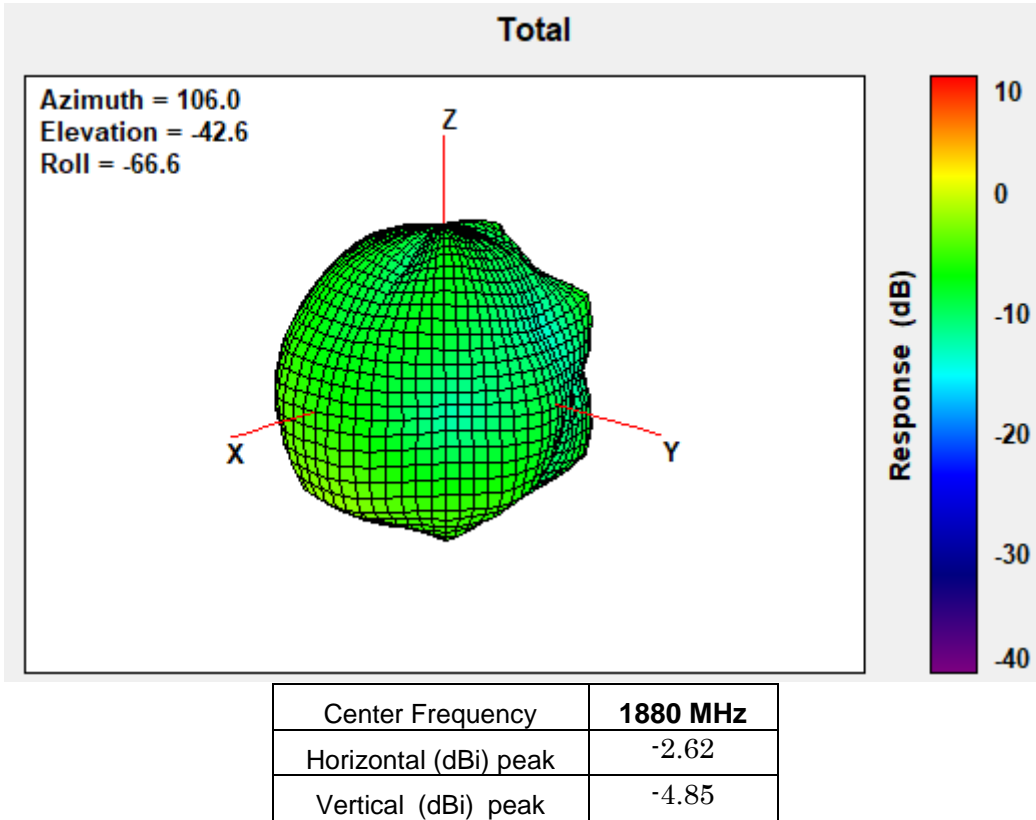 Total
Azimuth = 106.0
Elevation = -42.6
Roll = -66.6
Z
X
Y
10
0
-10
-20
-30
-40
Response (dB)
Center Frequency 1880 MHz
Horizontal (dBi) peak -2.62
Vertical (dBi) peak -4.85